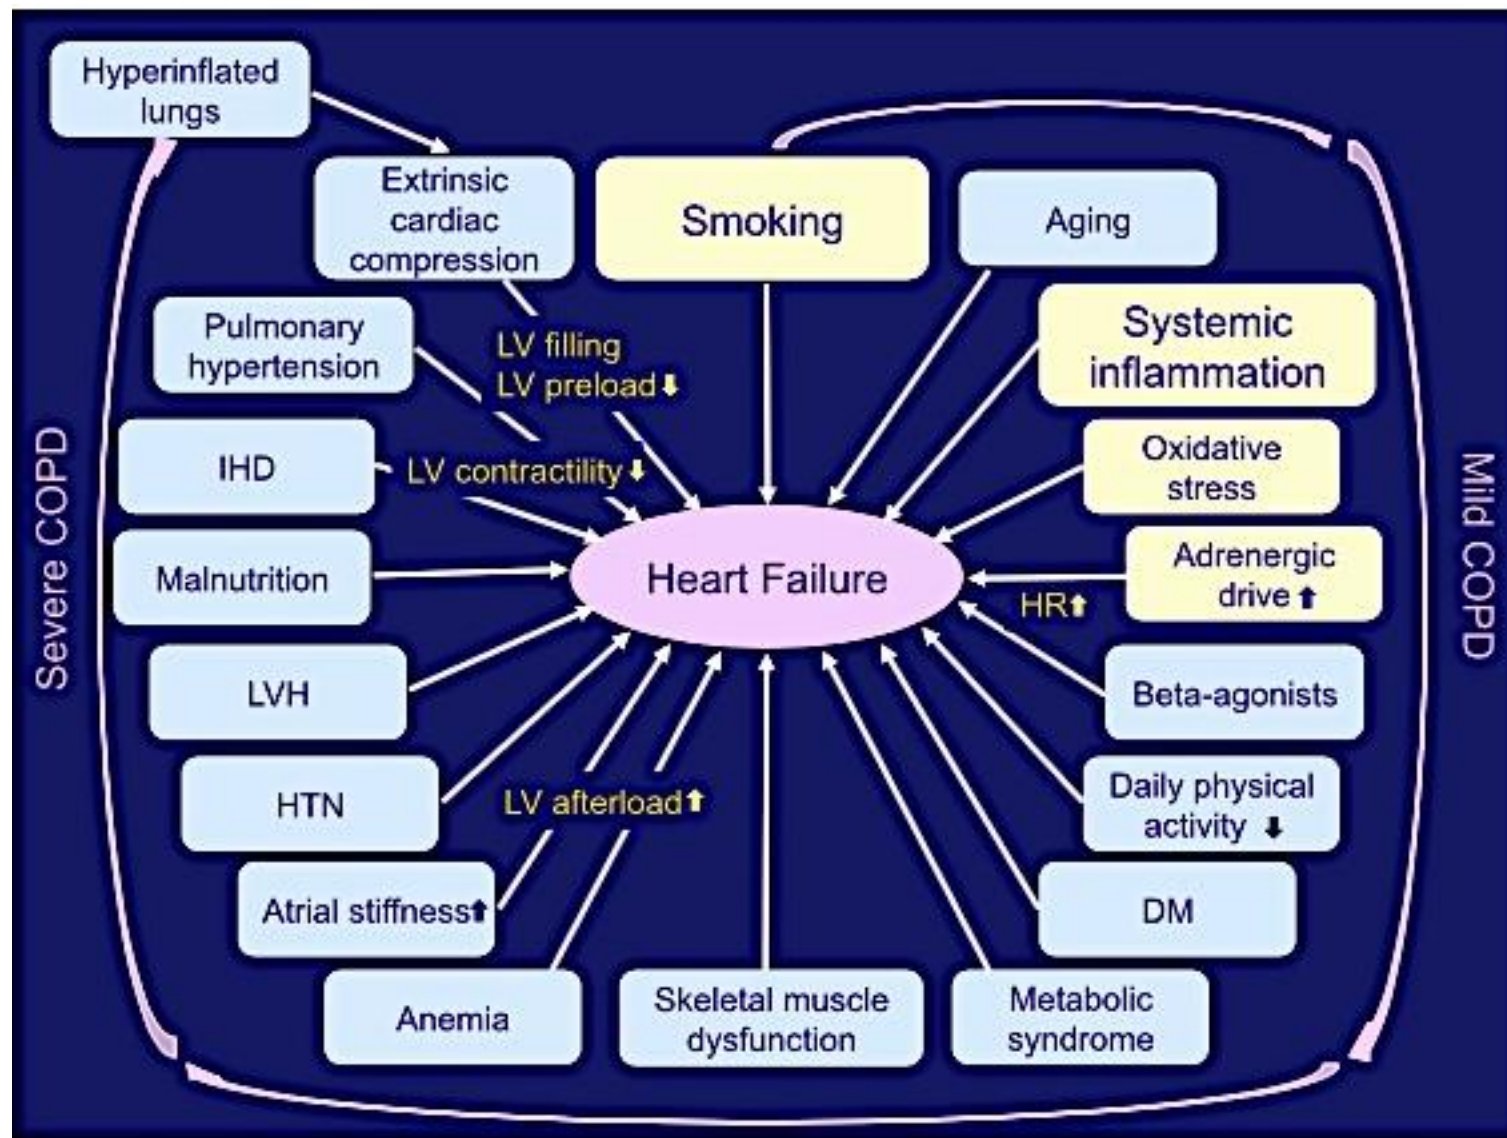 Hyperinflated
lungs
Extrinsic
cardiac
compression
Smoking
Aging
Pulmonary
hypertension
LV filling
LV preload⬇
Systemic
inflammation
IHD
LV contractility⬇
Oxidative
stress
Severe COPD
Mild COPD
Malnutrition
Heart Failure
Adrenergic
drive⬆
HR⬆
LVH
Beta-agonists
HTN
LV afterload⬆
Daily physical
activity ⬇
Atrial stiffness⬆
DM
Anemia
Skeletal muscle
dysfunction
Metabolic
syndrome